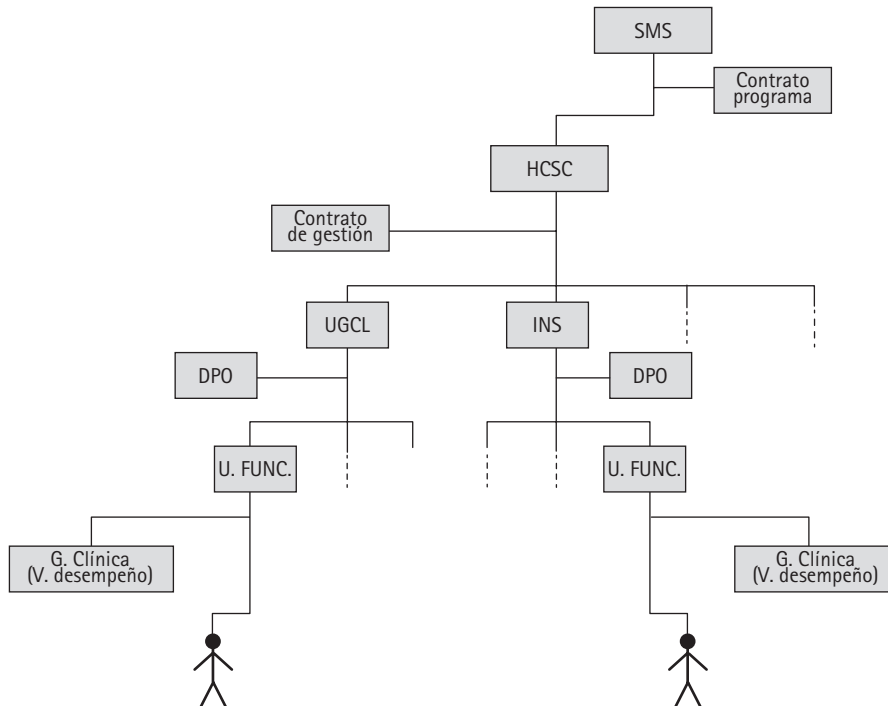 SMS
Contrato
programa
HCSC
Contrato
de gestión
UGCL
INS
DPO
DPO
U. FUNC.
U. FUNC.
G. Clínica
(V. desempeño)
G. Clínica
(V. desempeño)